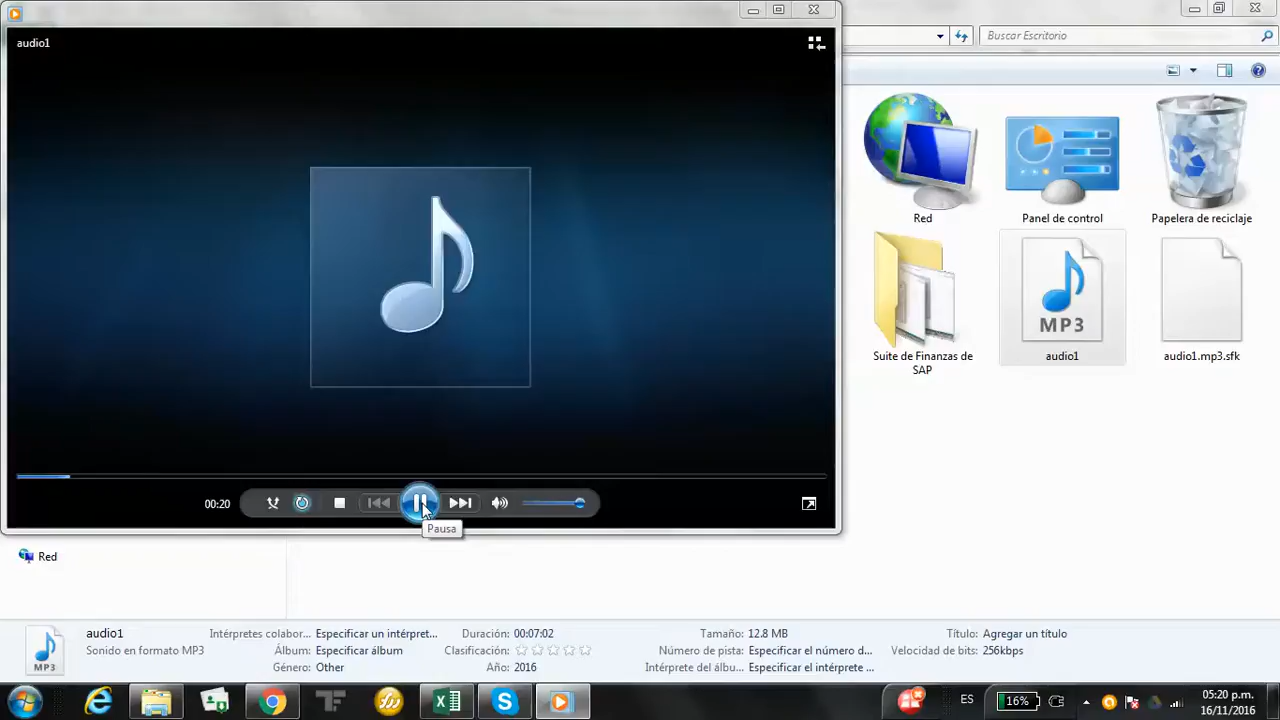 audio1
Buscar Escritorio
Red
Panel de control
Papelera de reciclaje
MP3
Suite de Finanzas de
SAP
audio1
audio1.mp3.sfk
00:20
Pausa
Red
MP3
audio1
Sonido en formato MP3
Intérpretes colabor... Especificar un intérpret...
Álbum: Especificar álbum
Género: Other
Duración: 00:07:02
Clasificación:
Año: 2016
Tamaño: 12.8 MB
Número de pista: Especificar el número d...
Intérprete del álbu... Especificar el intérprete ...
Título: Agregar un título
Velocidad de bits: 256kbps
ES
16%
05:20 p.m.
16/11/2016